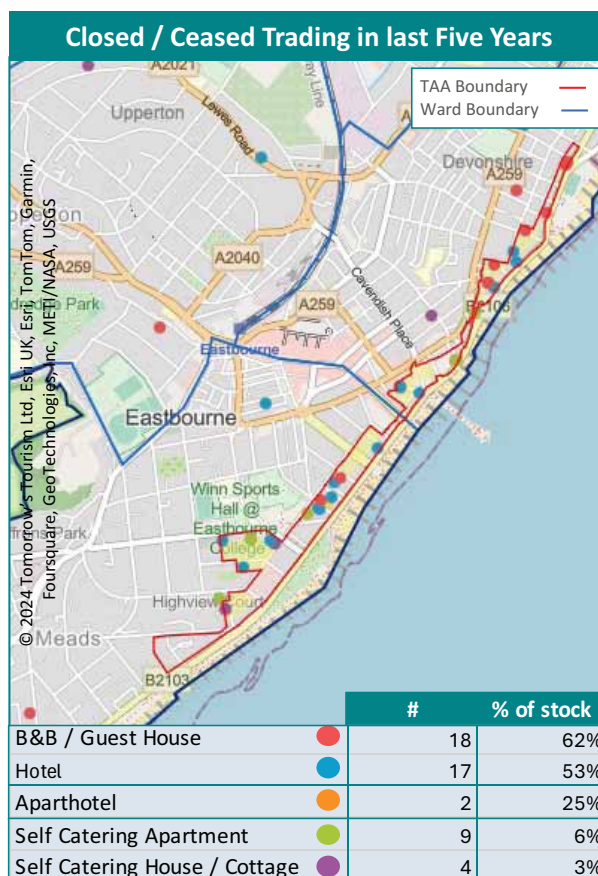 Closed / Ceased Trading in last Five Years
A2021
ay Line
TAA Boundary
Ward Boundary
Upperton
Lewes Road
Devonshire
A259
A2040
A259
Cavendish Place
A259
B2106
Eastbourne
Eastbourne
Winn Sports
Hall @
Eastbourne
College
Highview Court
Meads
B2103
© 2024 Tomorrow's Tourism Ltd, Esri UK, Esri, TomTom, Garmin,
Foursquare, GeoTechnologies, Inc, METI/NASA, USGS
# % of stock
B&B / Guest House 18 62%
Hotel 17 53%
Aparthotel 2 25%
Self Catering Apartment 9 6%
Self Catering House / Cottage 4 3%